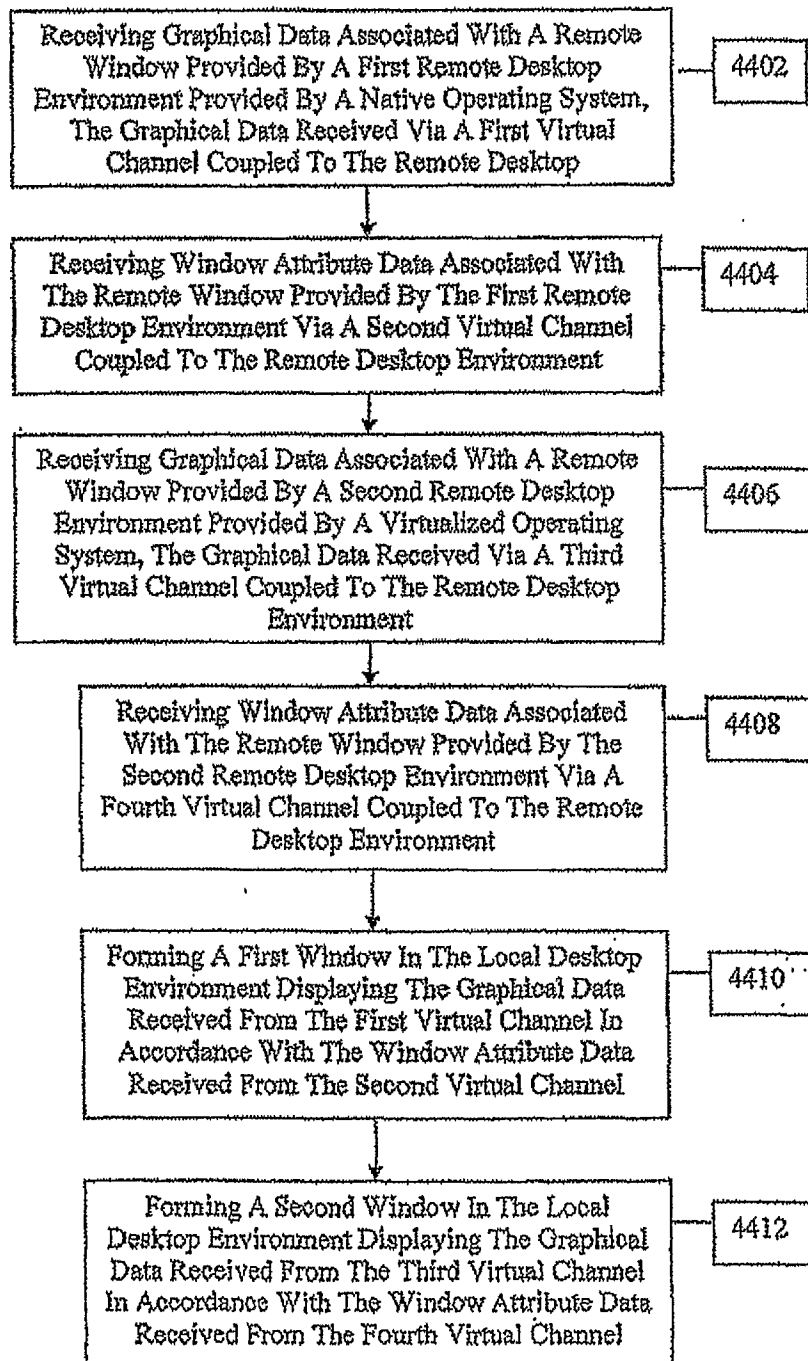 Receiving Graphical Data Associated With A Remote
Window Provided By A First Remote Desktop
Environment Provided By A Native Operating System,
The Graphical Data Received Via A First Virtual
Channel Coupled To The Remote Desktop
4402
Receiving Window Attribute Data Associated With
The Remote Window Provided By The First Remote
Desktop Environment Via A Second Virtual Channel
Coupled To The Remote Desktop Environment
4404
Receiving Graphical Data Associated With A Remote
Window Provided By A Second Remote Desktop
Environment Provided By A Virtualized Operating
System, The Graphical Data Received Via A Third
Virtual Channel Coupled To The Remote Desktop
Environment
4406
Receiving Window Attribute Data Associated
With The Remote Window Provided By The
Second Remote Desktop Environment Via A
Fourth Virtual Channel Coupled To The Remote
Desktop Environment
4408
Forming A First Window In The Local Desktop
Environment Displaying The Graphical Data
Received From The First Virtual Channel In
Accordance With The Window Attribute Data
Received From The Second Virtual Channel
4410
Forming A Second Window In The Local
Desktop Environment Displaying The Graphical
Data Received From The Third Virtual Channel
In Accordance With The Window Attribute Data
Received From The Fourth Virtual Channel
4412